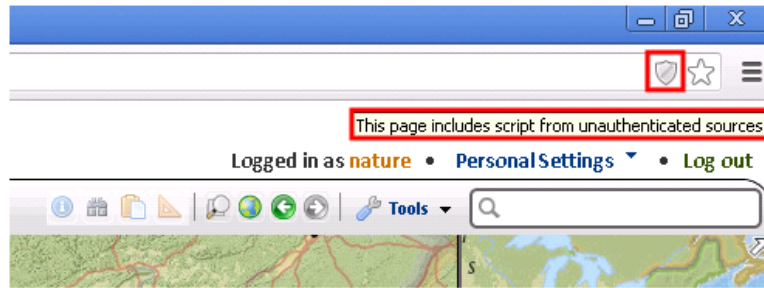 This page includes script from unauthenticated sources
Logged in as nature • Personal Settings • Log out
Tools
S